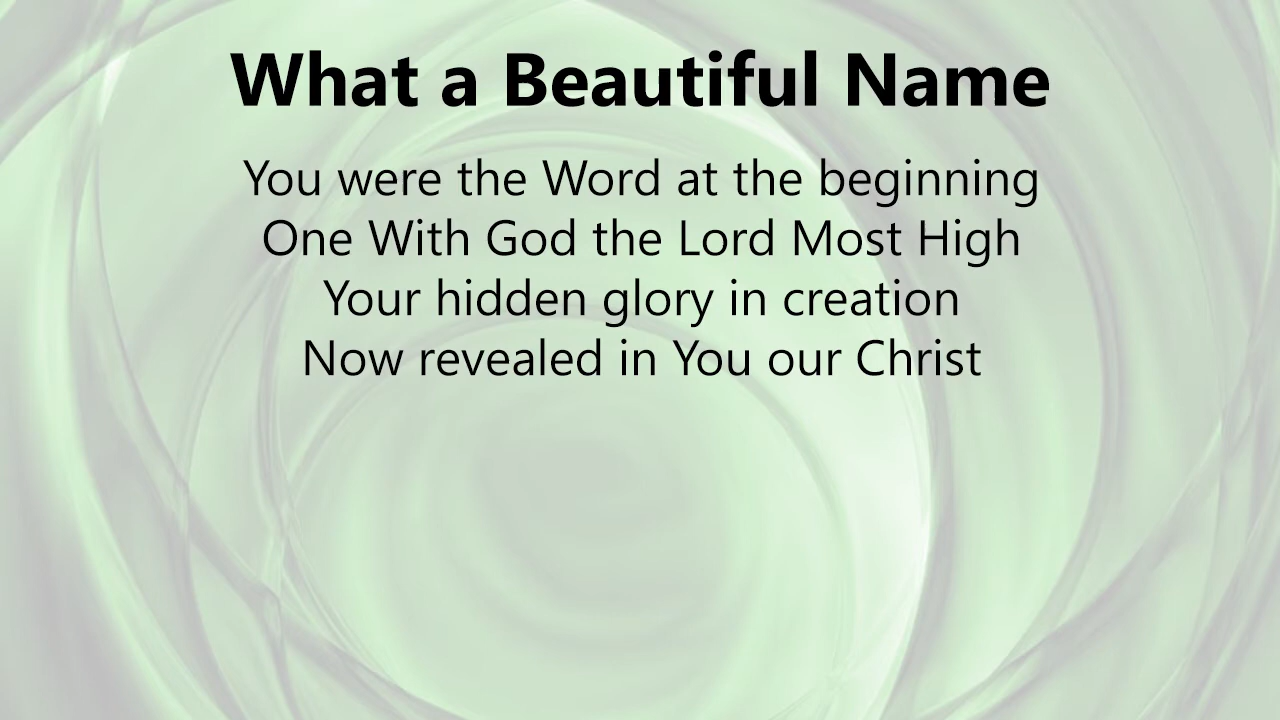 What a Beautiful Name
You were the Word at the beginning
One With God the Lord Most High
Your hidden glory in creation
Now revealed in You our Christ